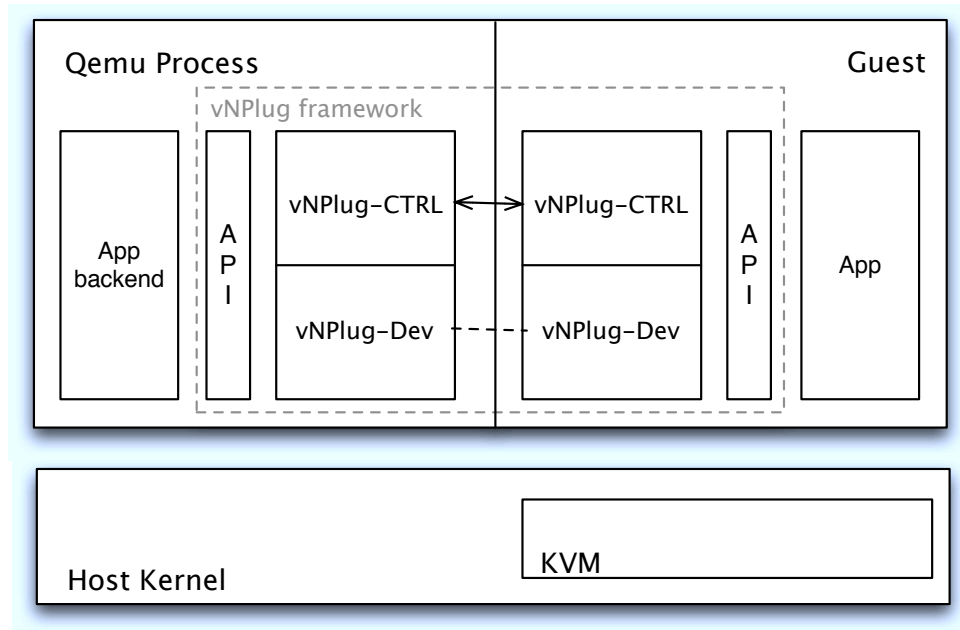 Qemu Process
Guest
vNPlug framework
App
backend
A
P
I
vNPlug-CTRL
vNPlug-Dev
vNPlug-CTRL
vNPlug-Dev
A
P
I
App
KVM
Host Kernel